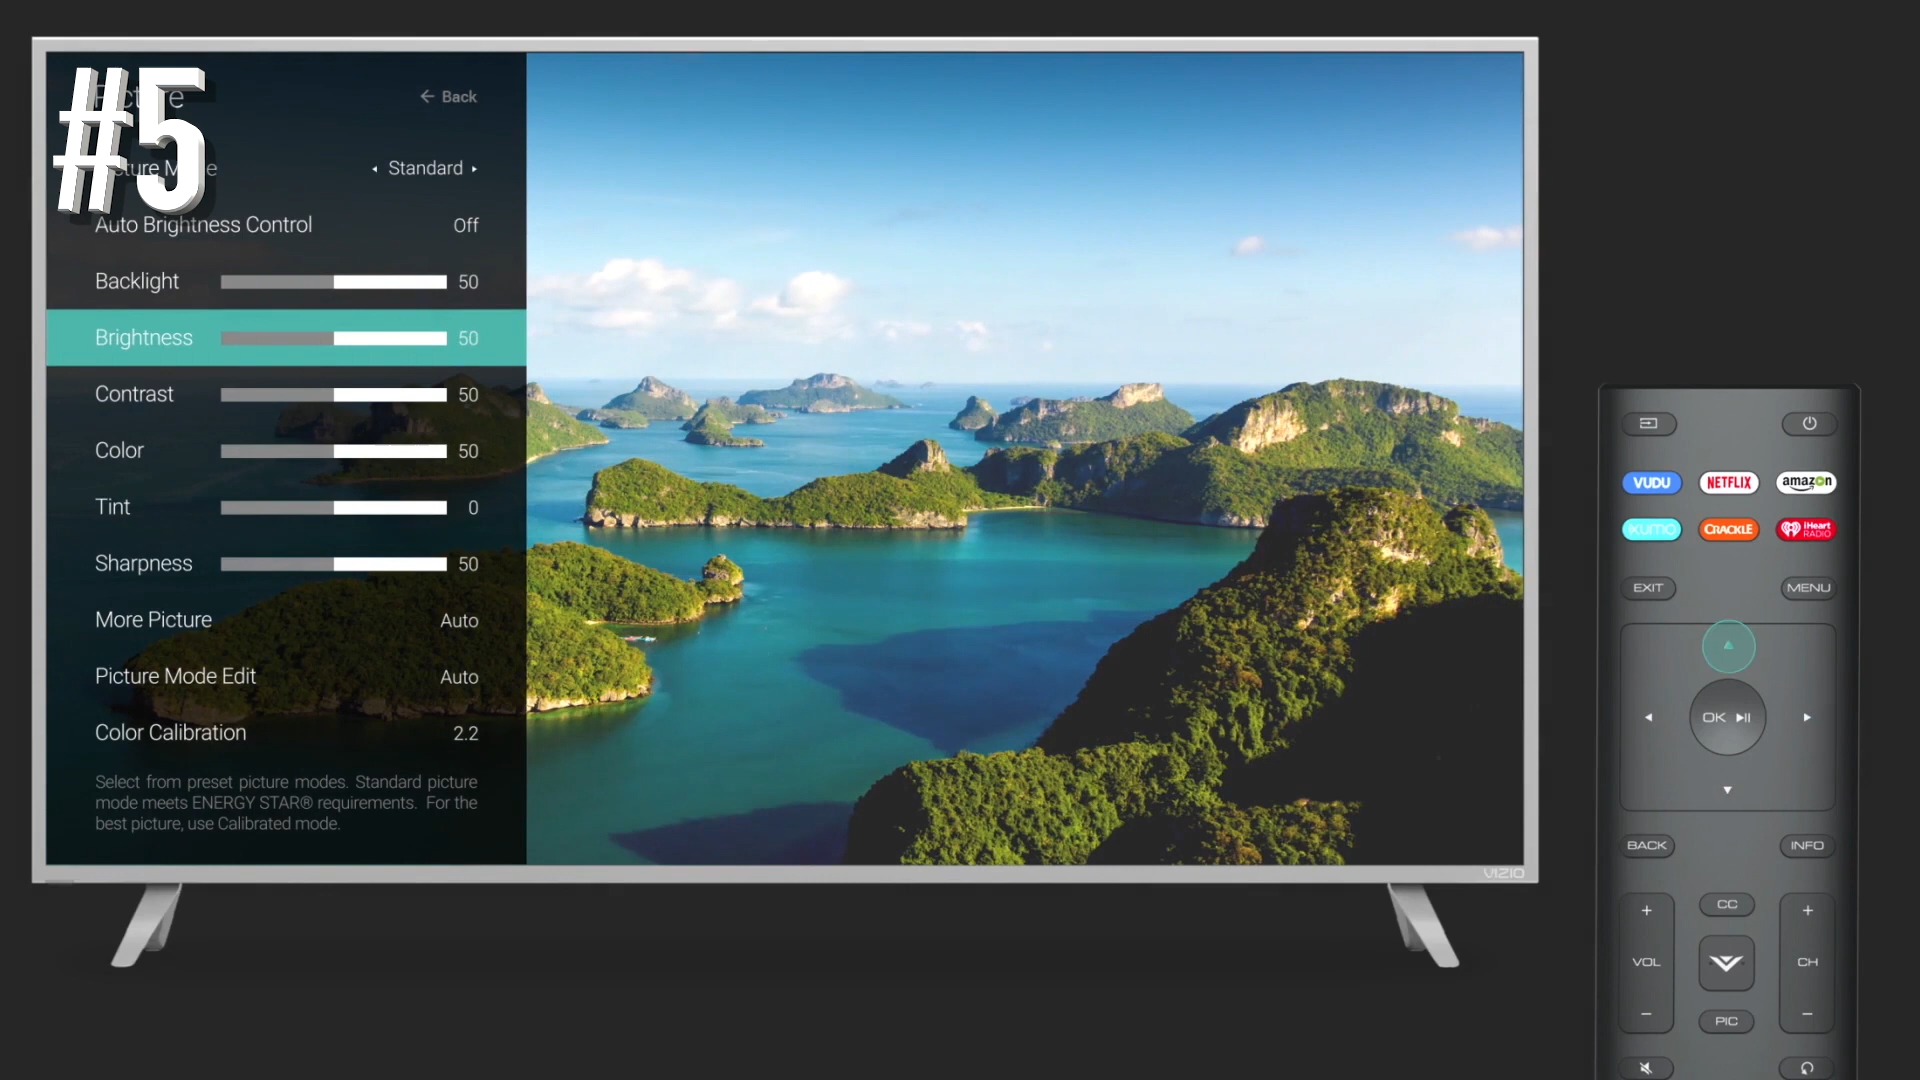 #5
← Back
Standard
Auto Brightness Control Off
Backlight 50
Brightness 50
Contrast 50
Color 50
Tint 0
Sharpness 50
More Picture Auto
Picture Mode Edit Auto
Color Calibration 2.2
Select from preset picture modes. Standard picture
mode meets ENERGY STAR® requirements. For the
best picture, use Calibrated mode.
VIZIO
VUDU NETFLIX amazon
XUMO CRACKLE iHeart
RADIO
EXIT MENU
OK
BACK INFO
+ CC +
VOL CH
− PIC −